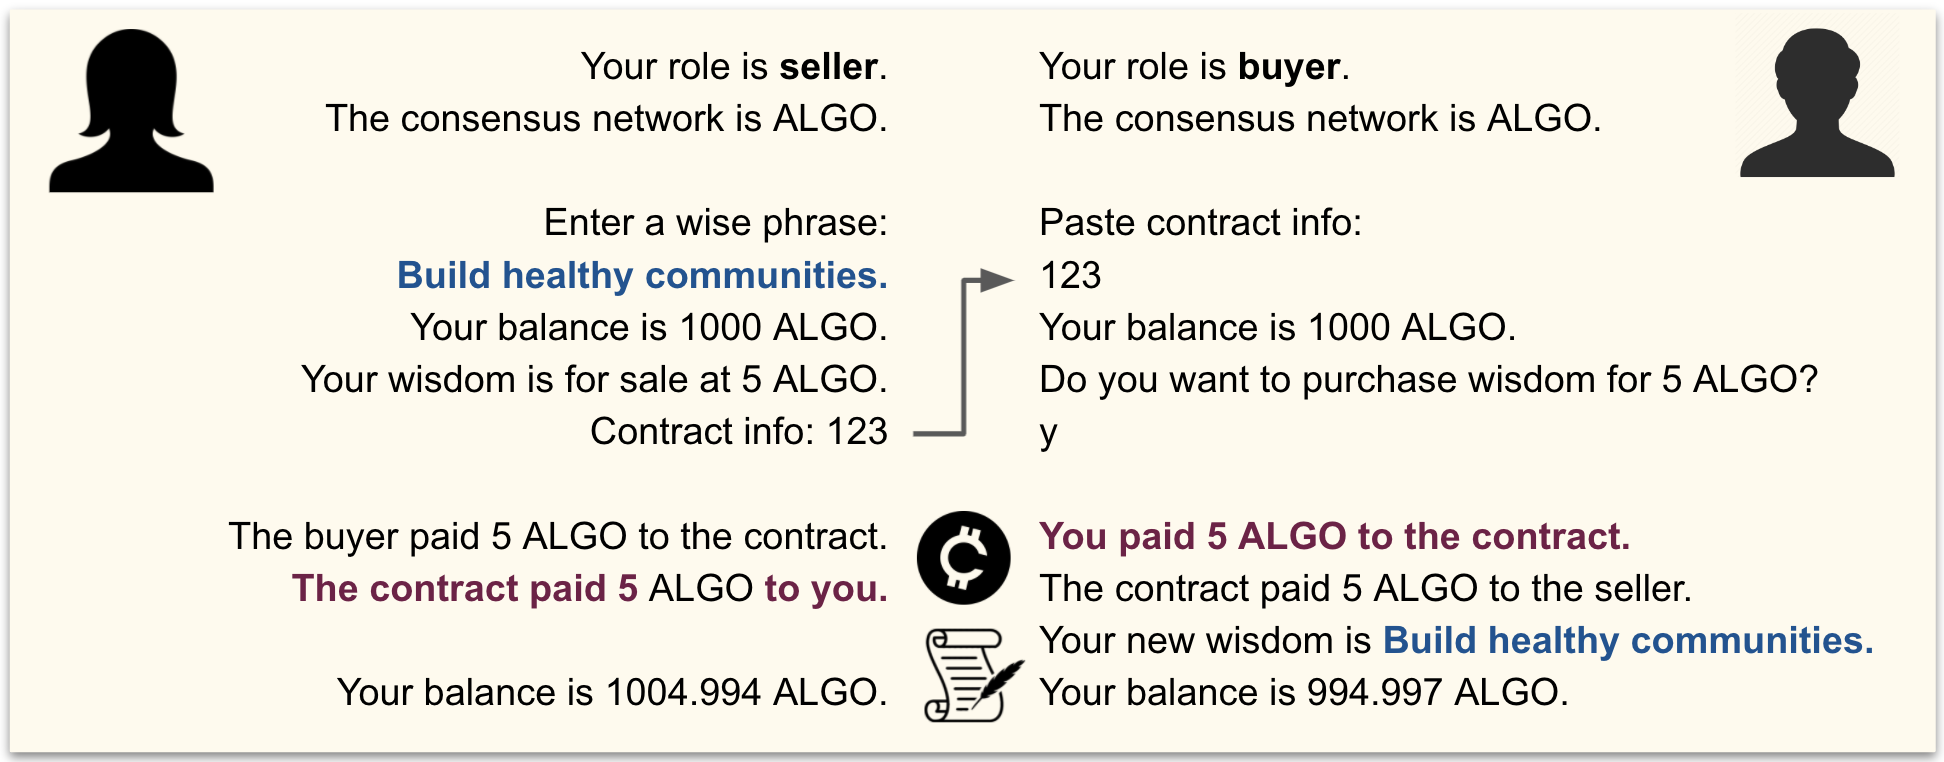 Your role is seller.
The consensus network is ALGO.
Enter a wise phrase:
Build healthy communities.
Your balance is 1000 ALGO.
Your wisdom is for sale at 5 ALGO.
Contract info: 123
The buyer paid 5 ALGO to the contract.
The contract paid 5 ALGO to you.
Your balance is 1004.994 ALGO.
Your role is buyer.
The consensus network is ALGO.
Paste contract info:
123
Your balance is 1000 ALGO.
Do you want to purchase wisdom for 5 ALGO?
y
You paid 5 ALGO to the contract.
The contract paid 5 ALGO to the seller.
Your new wisdom is Build healthy communities.
Your balance is 994.997 ALGO.